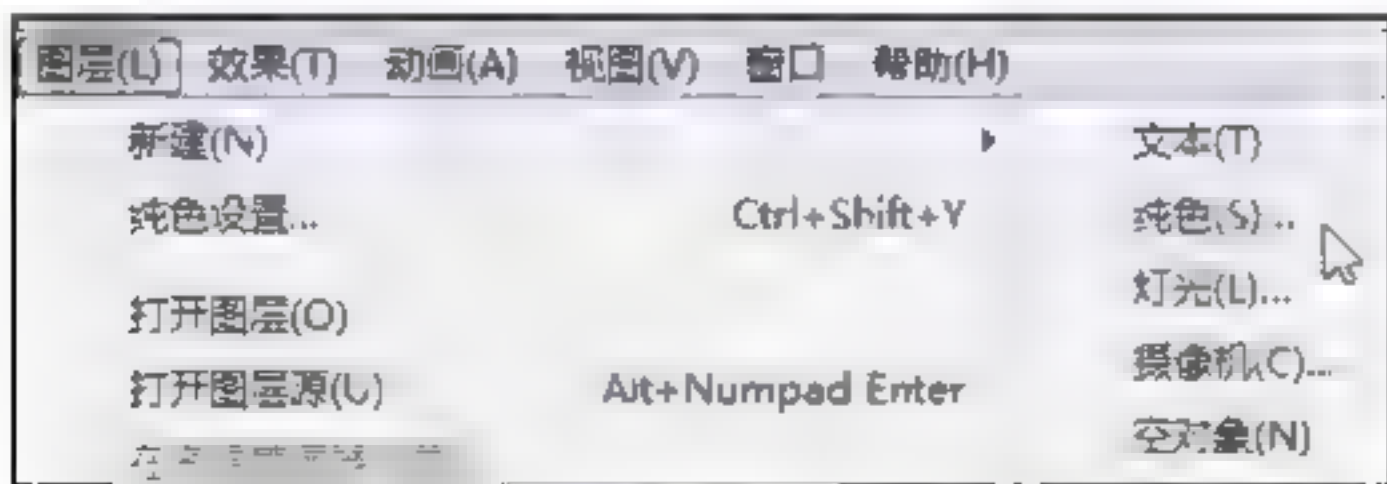 图层(L) 效果(T) 动画(A) 视图(V) 窗口 帮助(H)
新建(N) 文本(T)
纯色设置... Ctrl+Shift+Y 纯色(S)...
灯光(L)...
打开图层(O)
摄像机(C)...
打开图层源(U) Alt+Numpad Enter
空对象(N)